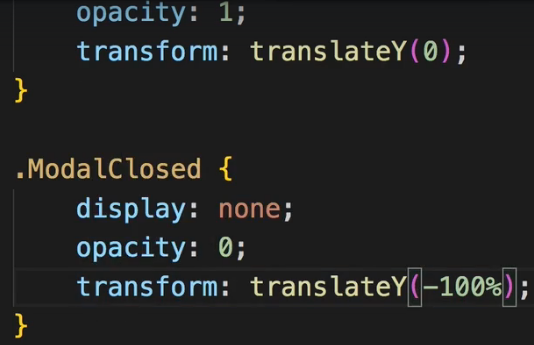 opacity: 1;
transform: translateY(0);
}
.ModalClosed {
display: none;
opacity: 0;
transform: translateY(-100%);
}